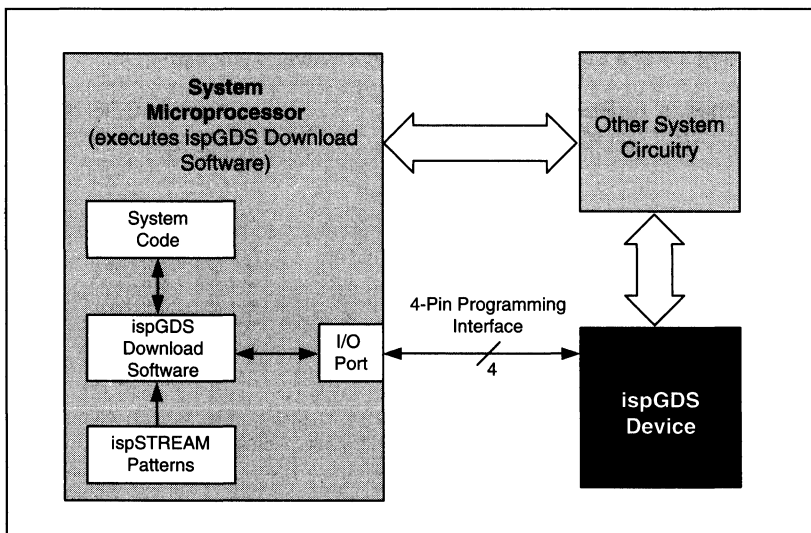 System
Microprocessor
(executes ispGDS Download
Software)
System
Code
ispGDS
Download
Software
ispSTREAM
Patterns
I/O
Port
4-Pin Programming
Interface
4
Other System
Circuitry
ispGDS
Device